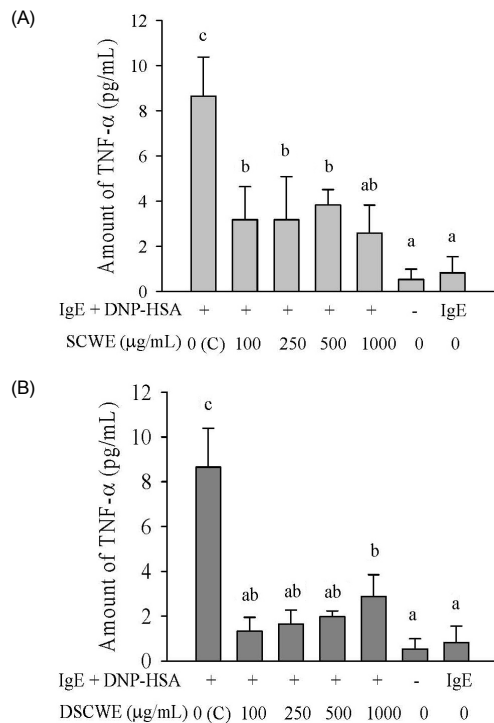 (A)
Amount of TNF-α (pg/mL)
12
10
8
6
4
2
0
c
b
b
b
ab
a
a
IgE + DNP-HSA + + + + + - IgE
SCWE (μg/mL) 0 (C) 100 250 500 1000 0 0
(B)
Amount of TNF-α (pg/mL)
12
10
8
6
4
2
0
c
ab
ab
ab
b
a
a
IgE + DNP-HSA + + + + + - IgE
DSCWE (μg/mL) 0 (C) 100 250 500 1000 0 0